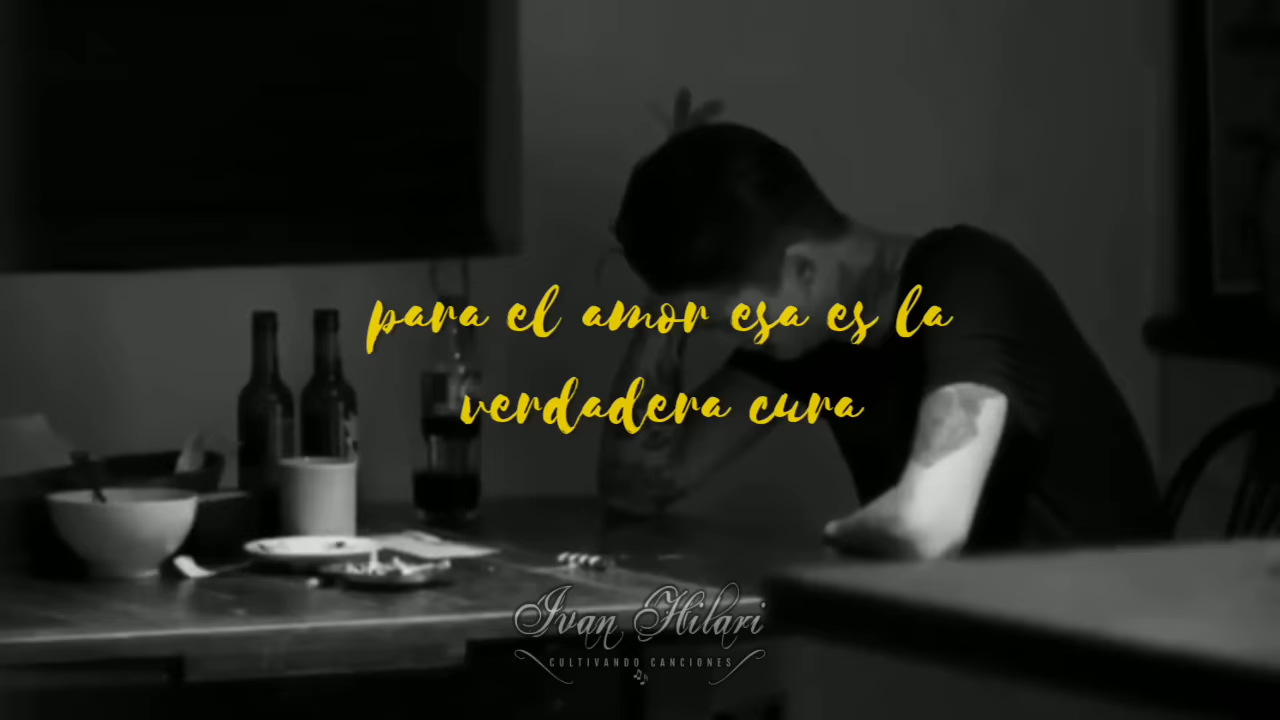 para el amor esa es la
verdadera cura
Ivan Hilari
CULTIVANDO CANCIONES